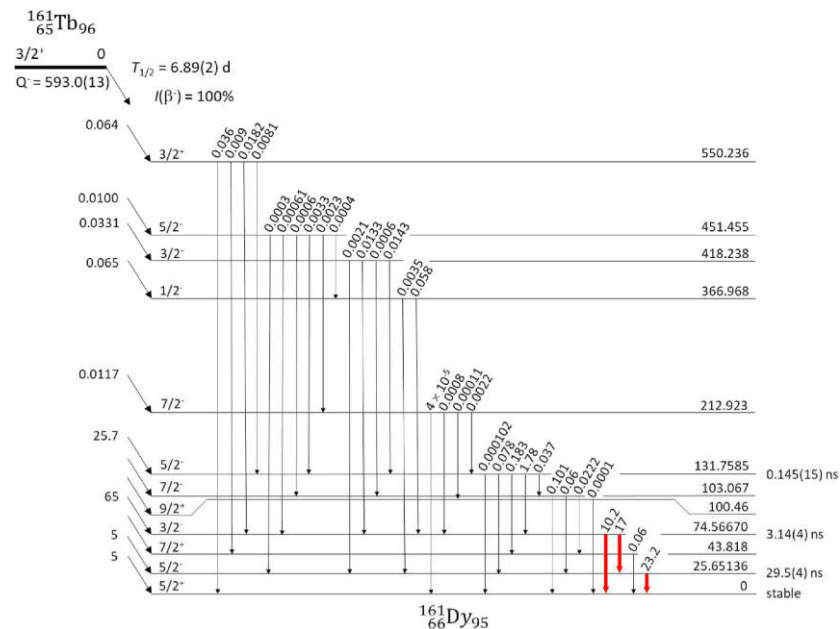 161 65Tb96
3/2+ 0
Q- = 593.0(13)
T1/2 = 6.89(2) d
I(β-) = 100%
0.064 3/2+ 0.036 0.009 0.0182 0.0081 550.236
0.0100 5/2- 0.0003 0.00061 0.0006 0.0033 0.0023 0.0004 451.455
0.0331 3/2- 0.0021 0.0133 0.0006 0.0143 418.238
0.065 1/2- 0.0035 0.058 366.968
0.0117 7/2- 4 × 10-5 0.0008 0.00011 0.0022 212.923
25.7 5/2- 0.000102 0.078 0.183 1.78 0.037 131.7585 0.145(15) ns
7/2- 0.101 0.06 0.0222 0.0001 103.067
65 9/2+ 100.46
3/2- 10.2 17 74.56670 3.14(4) ns
5 7/2+ 0.06 43.818
5 5/2- 23.2 25.65136 29.5(4) ns
5/2+ 0 stable
161 66Dy95